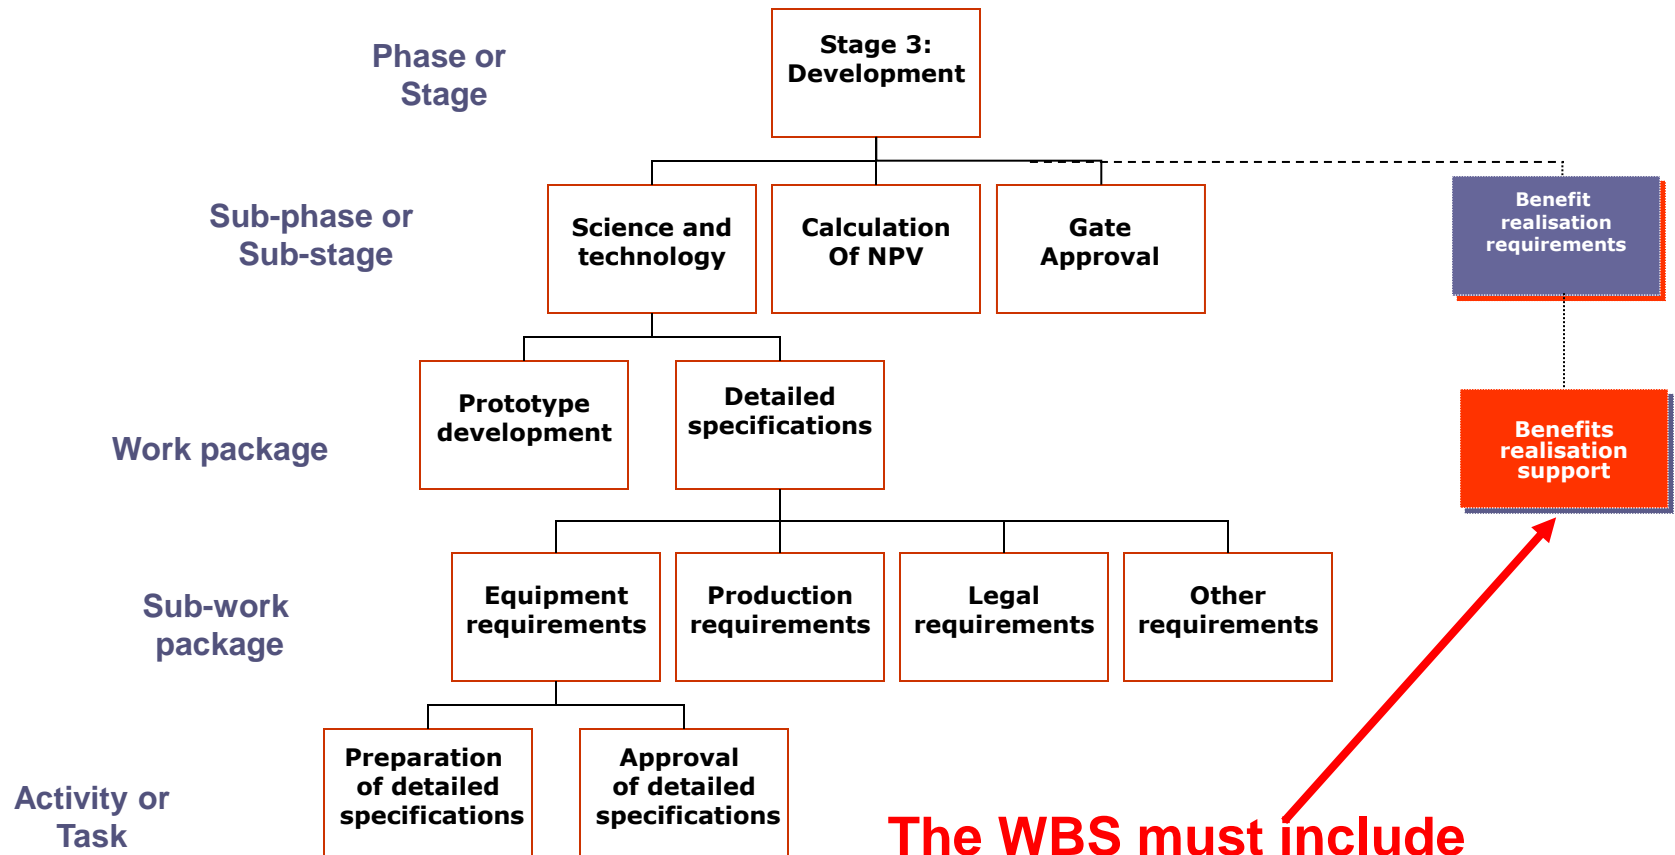 Phase or
Stage
Stage 3:
Development
Sub-phase or
Sub-stage
Science and
technology
Calculation
Of NPV
Gate
Approval
Benefit
realisation
requirements
Work package
Prototype
development
Detailed
specifications
Benefits
realisation
support
Sub-work
package
Equipment
requirements
Production
requirements
Legal
requirements
Other
requirements
Activity or
Task
Preparation
of detailed
specifications
Approval
of detailed
specifications
The WBS must include